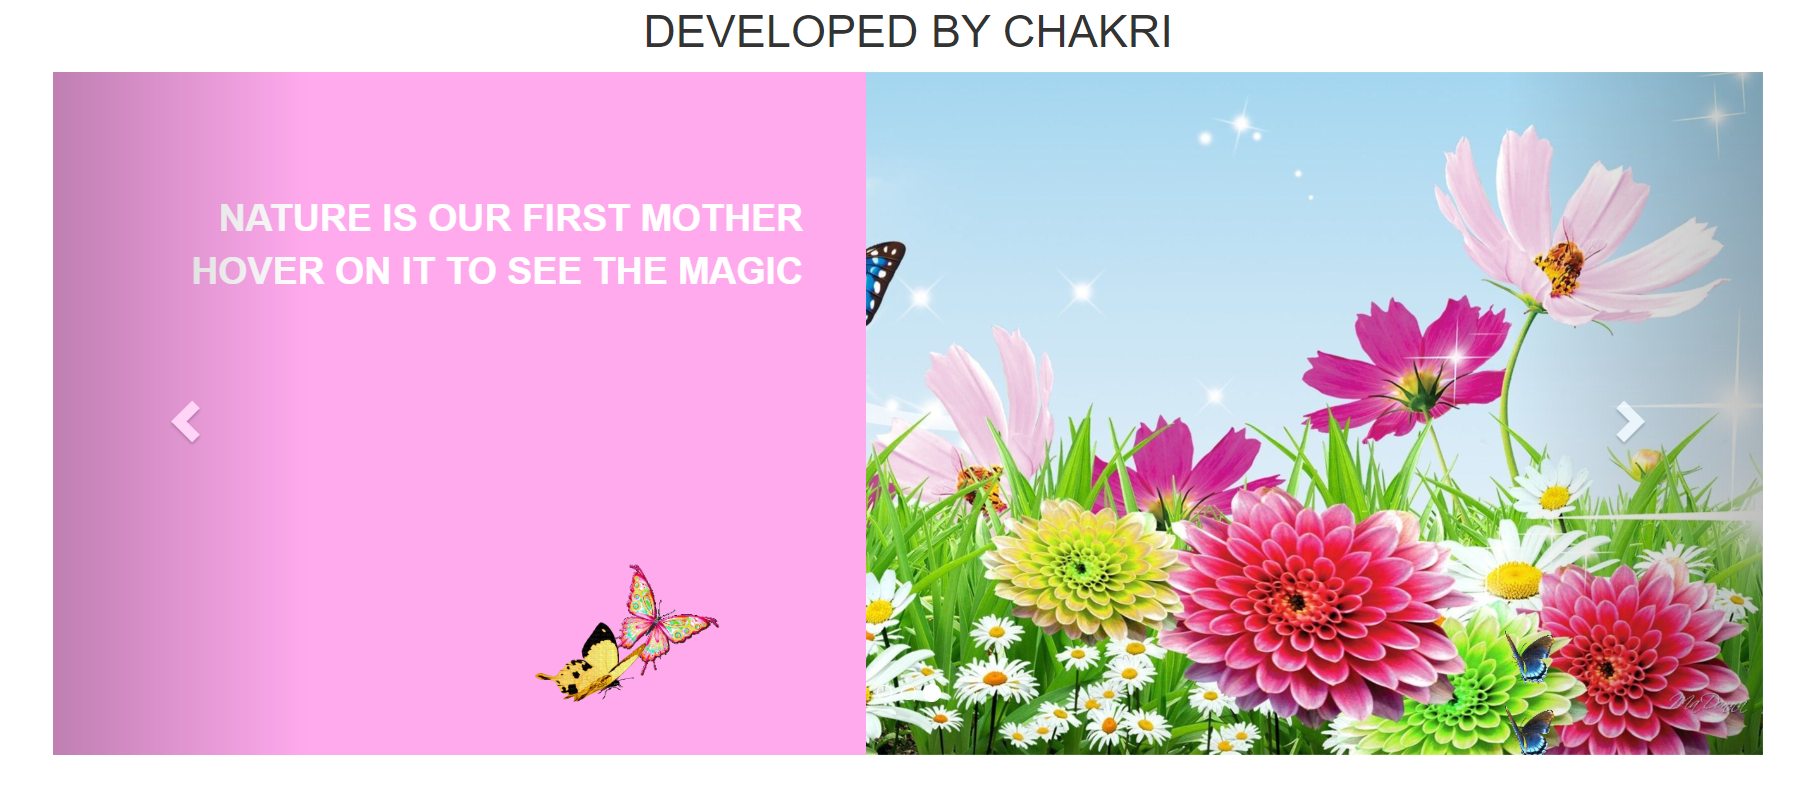 DEVELOPED BY CHAKRI
NATURE IS OUR FIRST MOTHER
HOVER ON IT TO SEE THE MAGIC